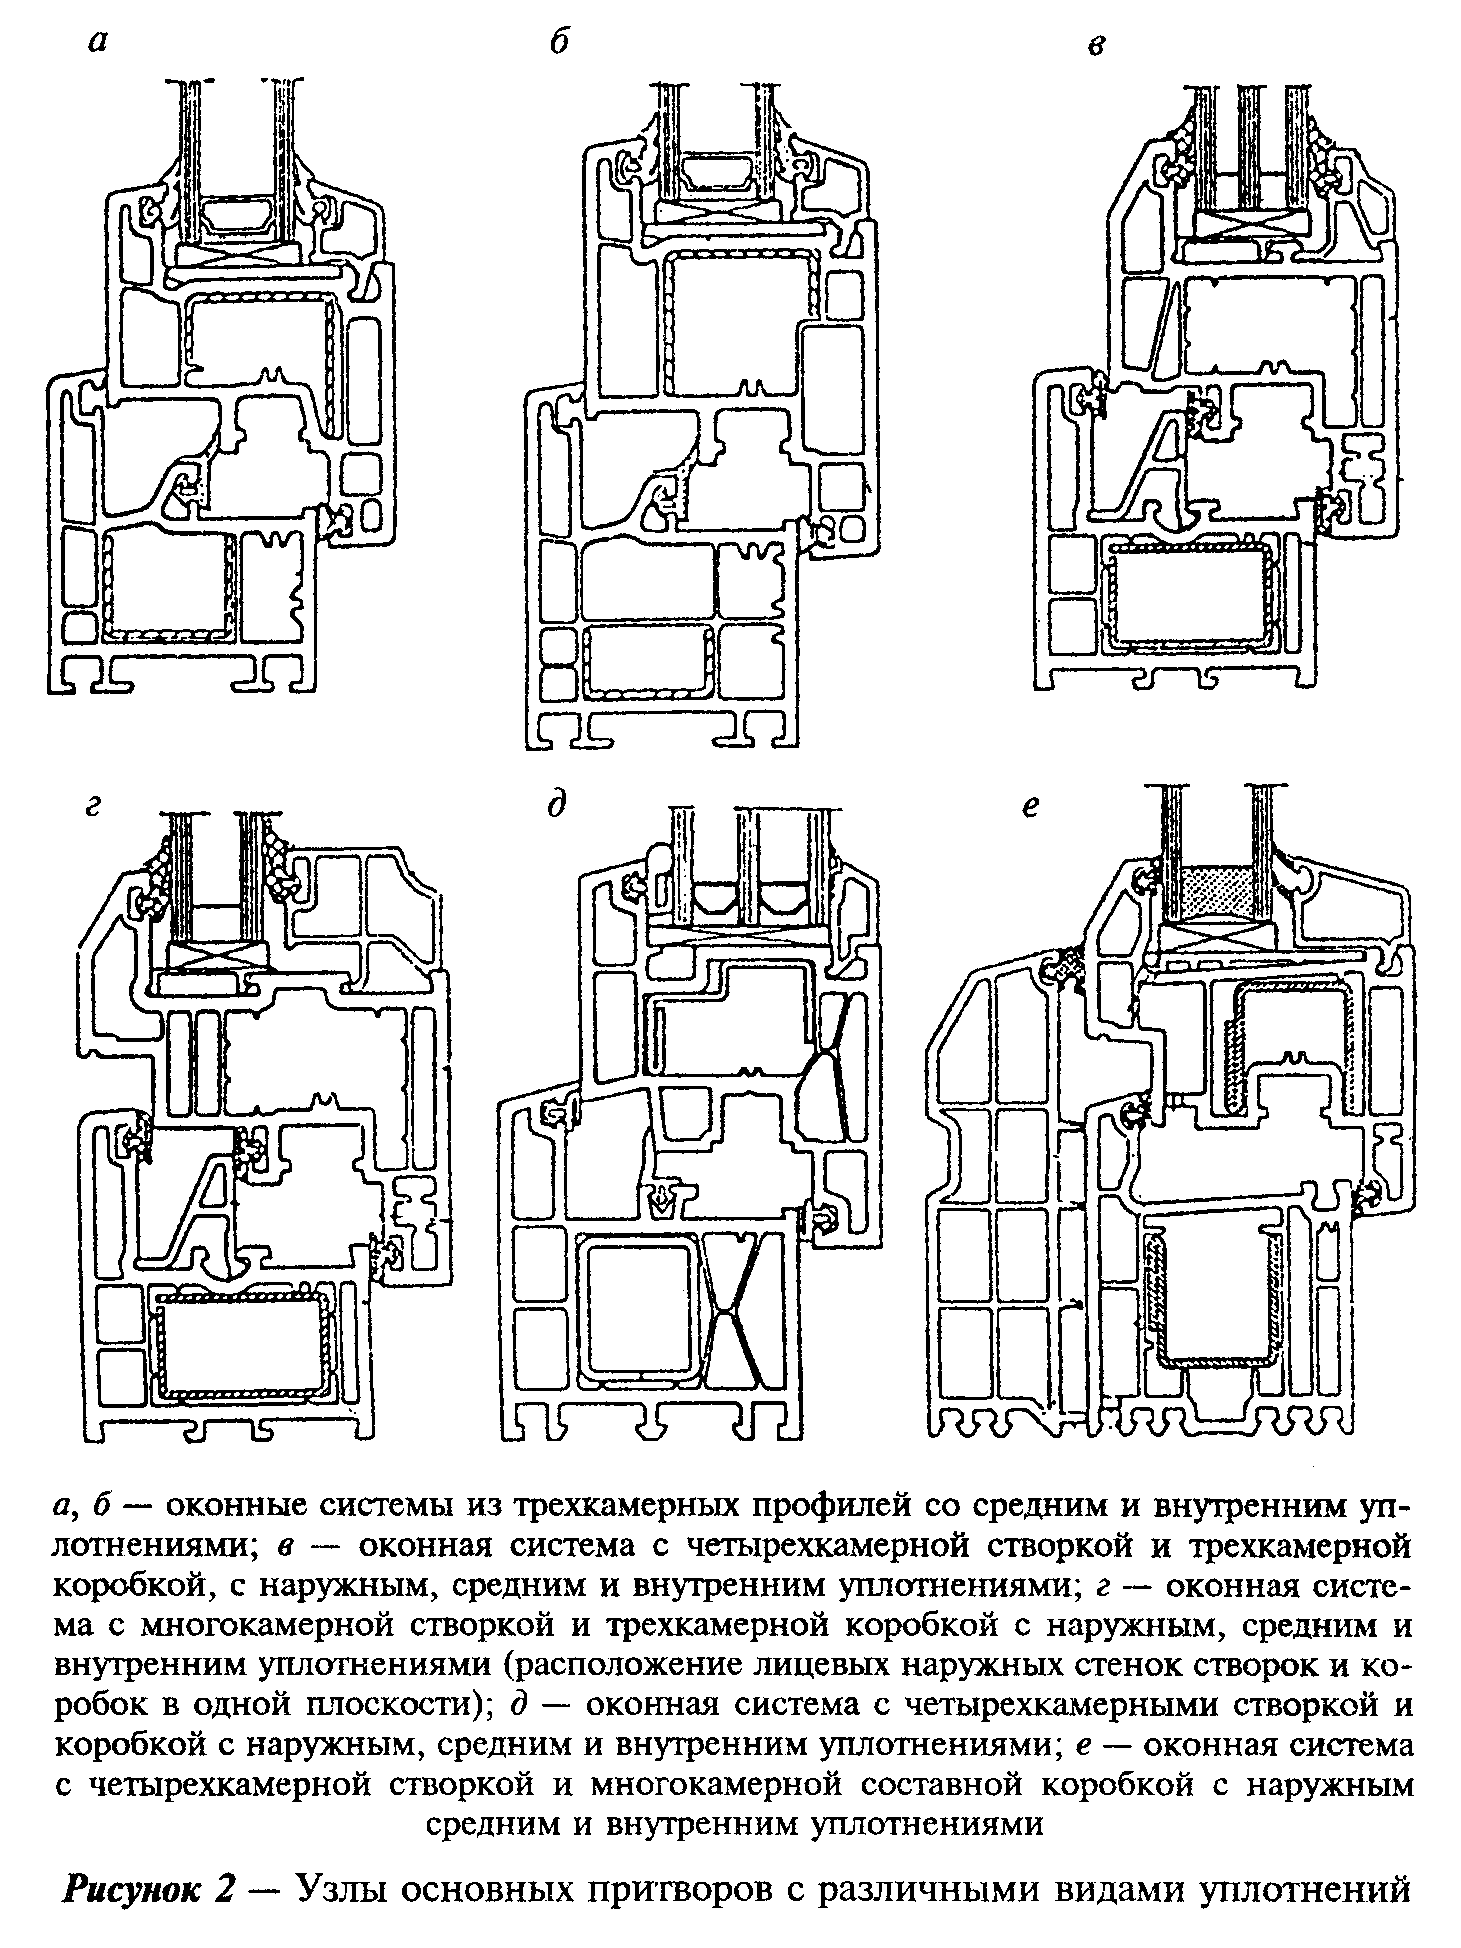 а
б
в
г
д
е
а, б — оконные системы из трехкамерных профилей со средним и внутренним уп-
лотнениями; в — оконная система с четырехкамерной створкой и трехкамерной
коробкой, с наружным, средним и внутренним уплотнениями; г — оконная систе-
ма с многокамерной створкой и трехкамерной коробкой с наружным, средним и
внутренним уплотнениями (расположение лицевых наружных стенок створок и ко-
робок в одной плоскости); д — оконная система с четырехкамерными створкой и
коробкой с наружным, средним и внутренним уплотнениями; е — оконная система
с четырехкамерной створкой и многокамерной составной коробкой с наружным
средним и внутренним уплотнениями
Рисунок 2 — Узлы основных притворов с различными видами уплотнений